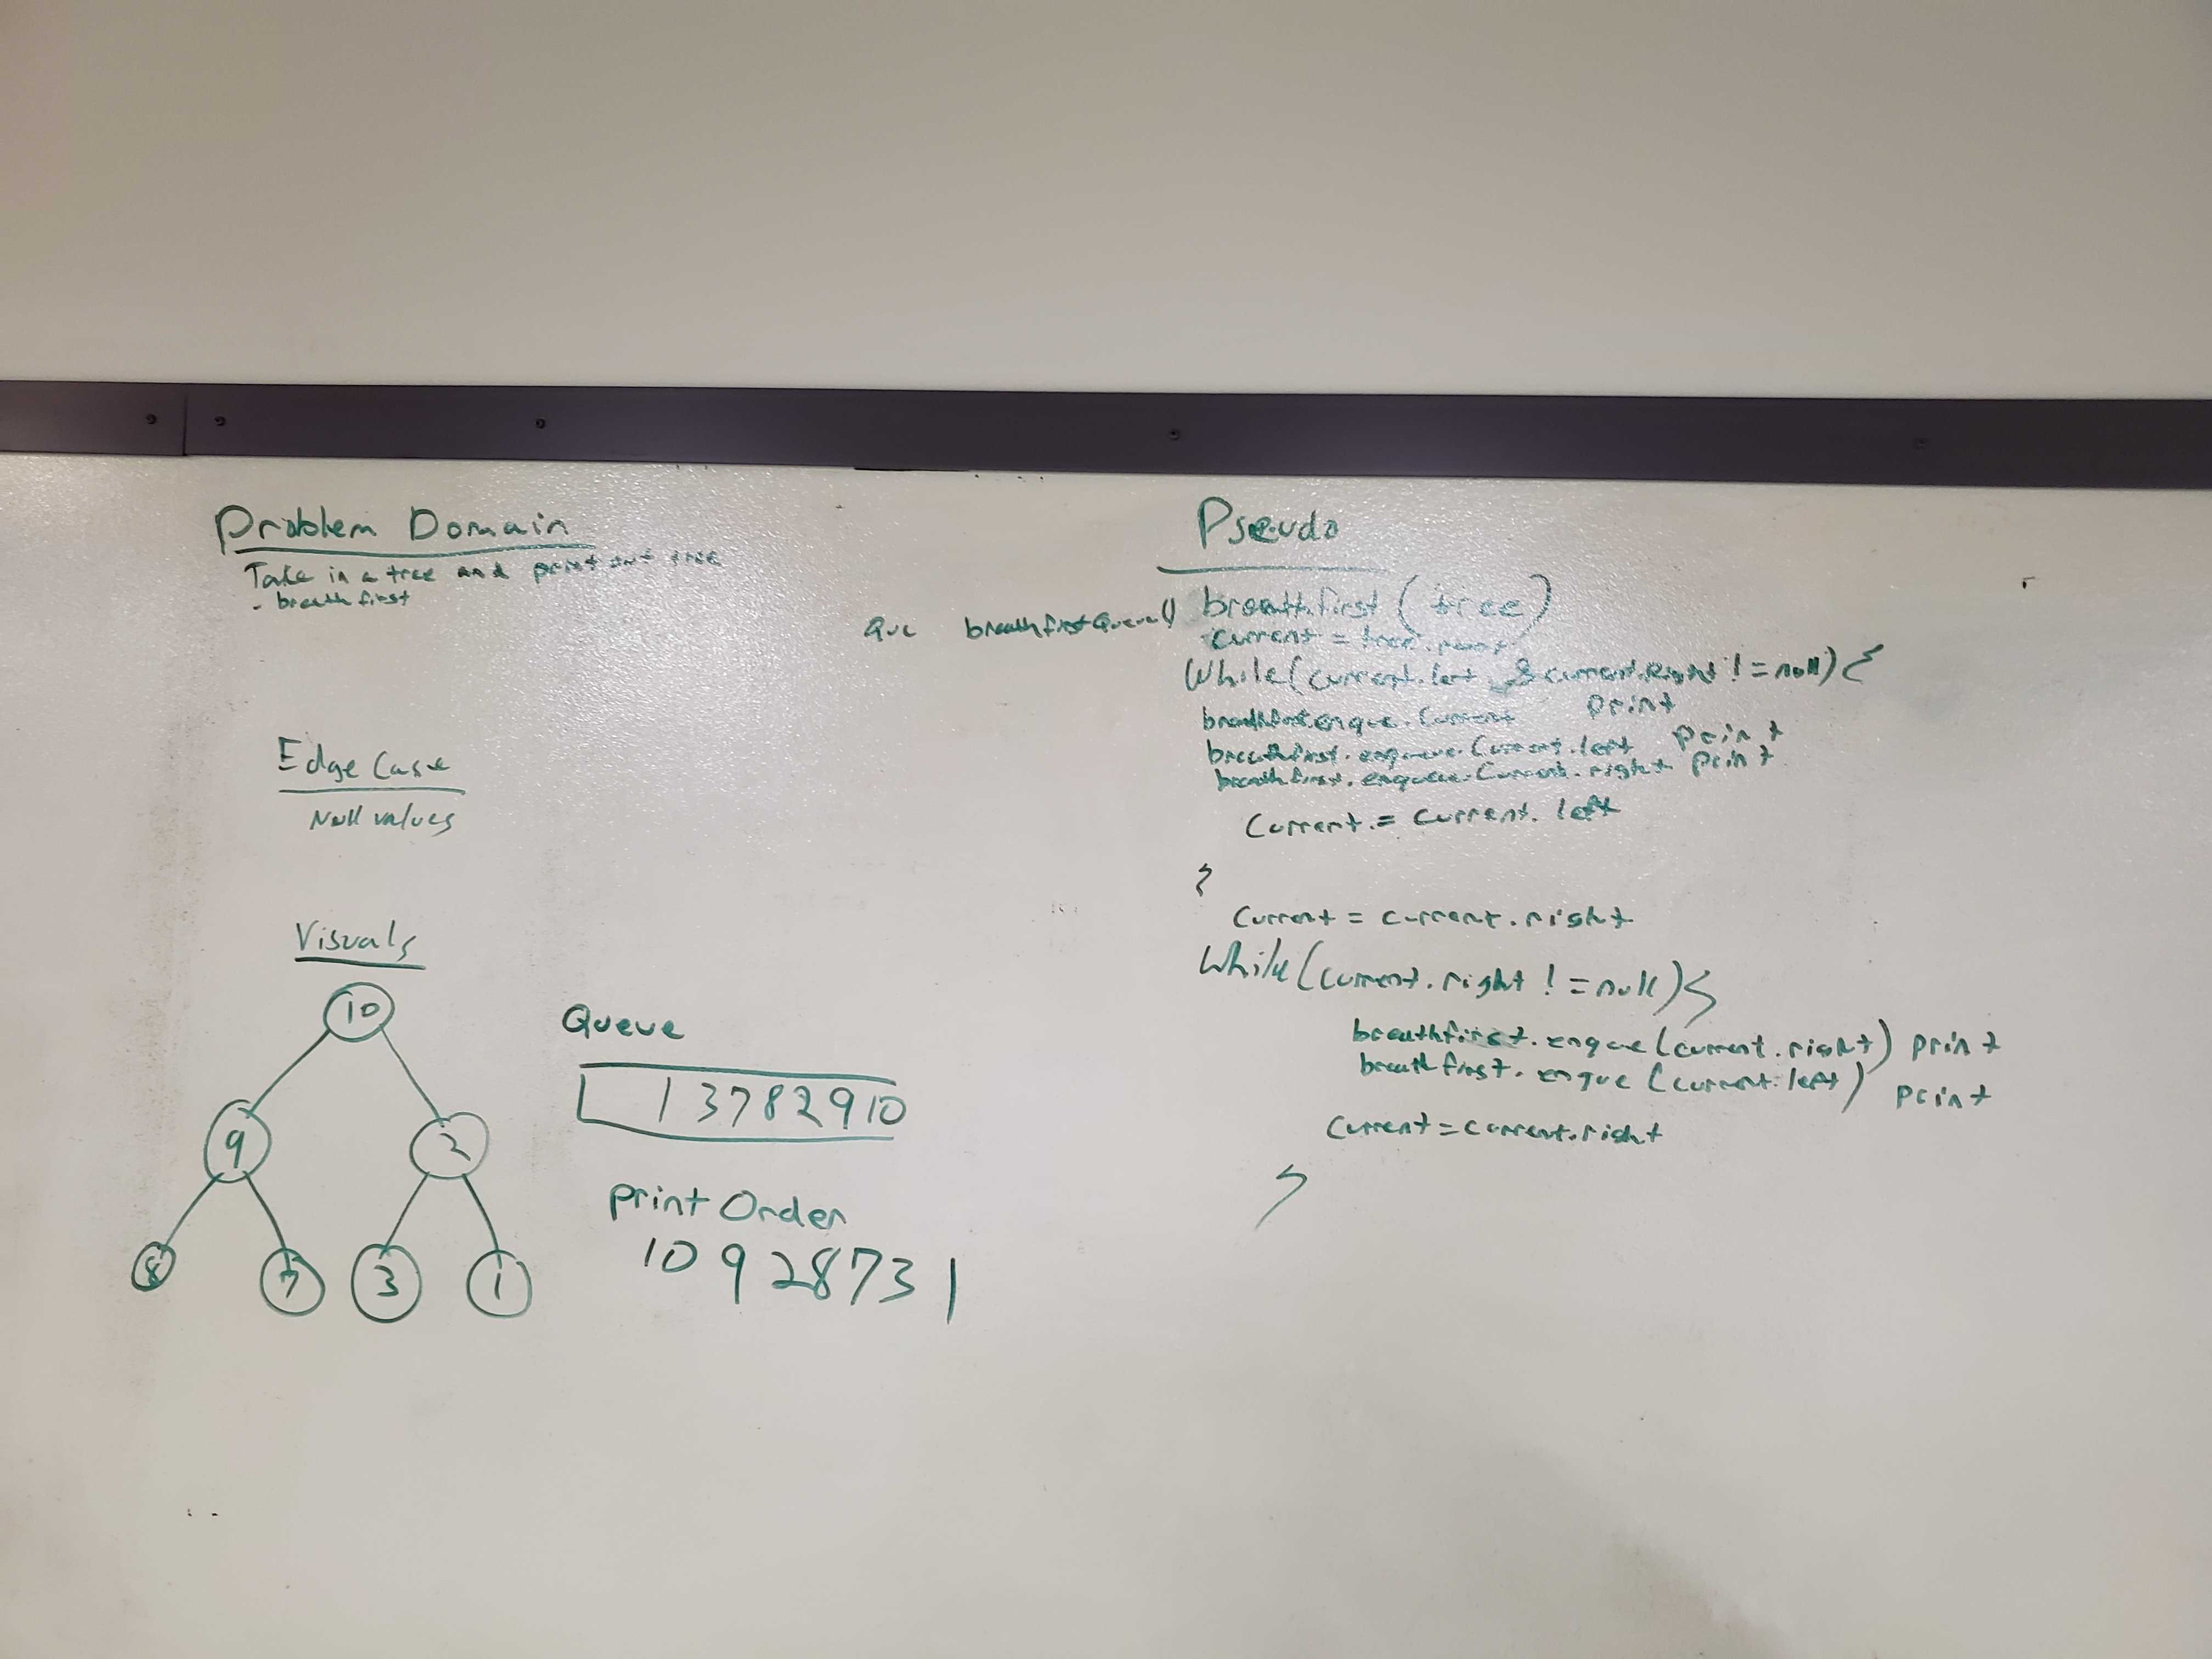 Problem Domain
Take in a tree and print out tree
- breath first
Edge Case
Null values
Visuals
10
9 2
8 7 3 1
Queue
1 3 7 8 2 9 10
print Order
10 9 2 8 7 3 1
Pseudo
Que breathfirstQueue()
breathfirst(tree)
current = tree.root
While(current.left & current.Right != null){
breathfirst.enque.Current print
breathfirst.enqueue.Current.left print
breathfirst.enqueue.Current.right print
Current = current.left
}
Current = current.right
While(current.right != null){
breathfirst.enque(current.right) print
breathfirst.enque(current.left) print
Current = current.right
}